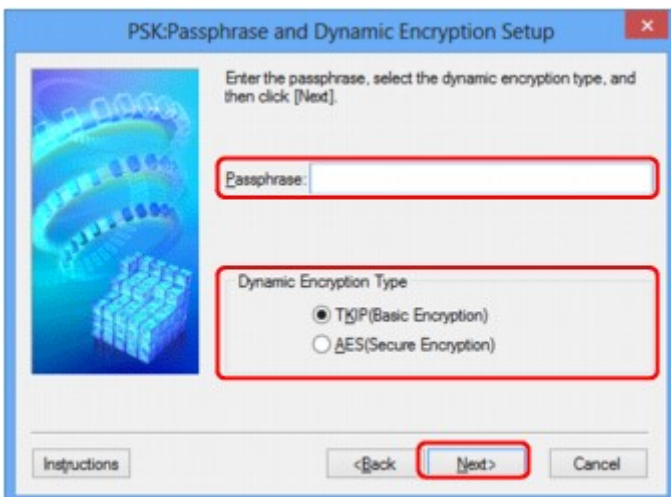 PSK:Passphrase and Dynamic Encryption Setup
Enter the passphrase, select the dynamic encryption type, and
then click [Next].
Passphrase:
Dynamic Encryption Type
TKIP(Basic Encryption)
AES(Secure Encryption)
Instructions
<Back
Next>
Cancel